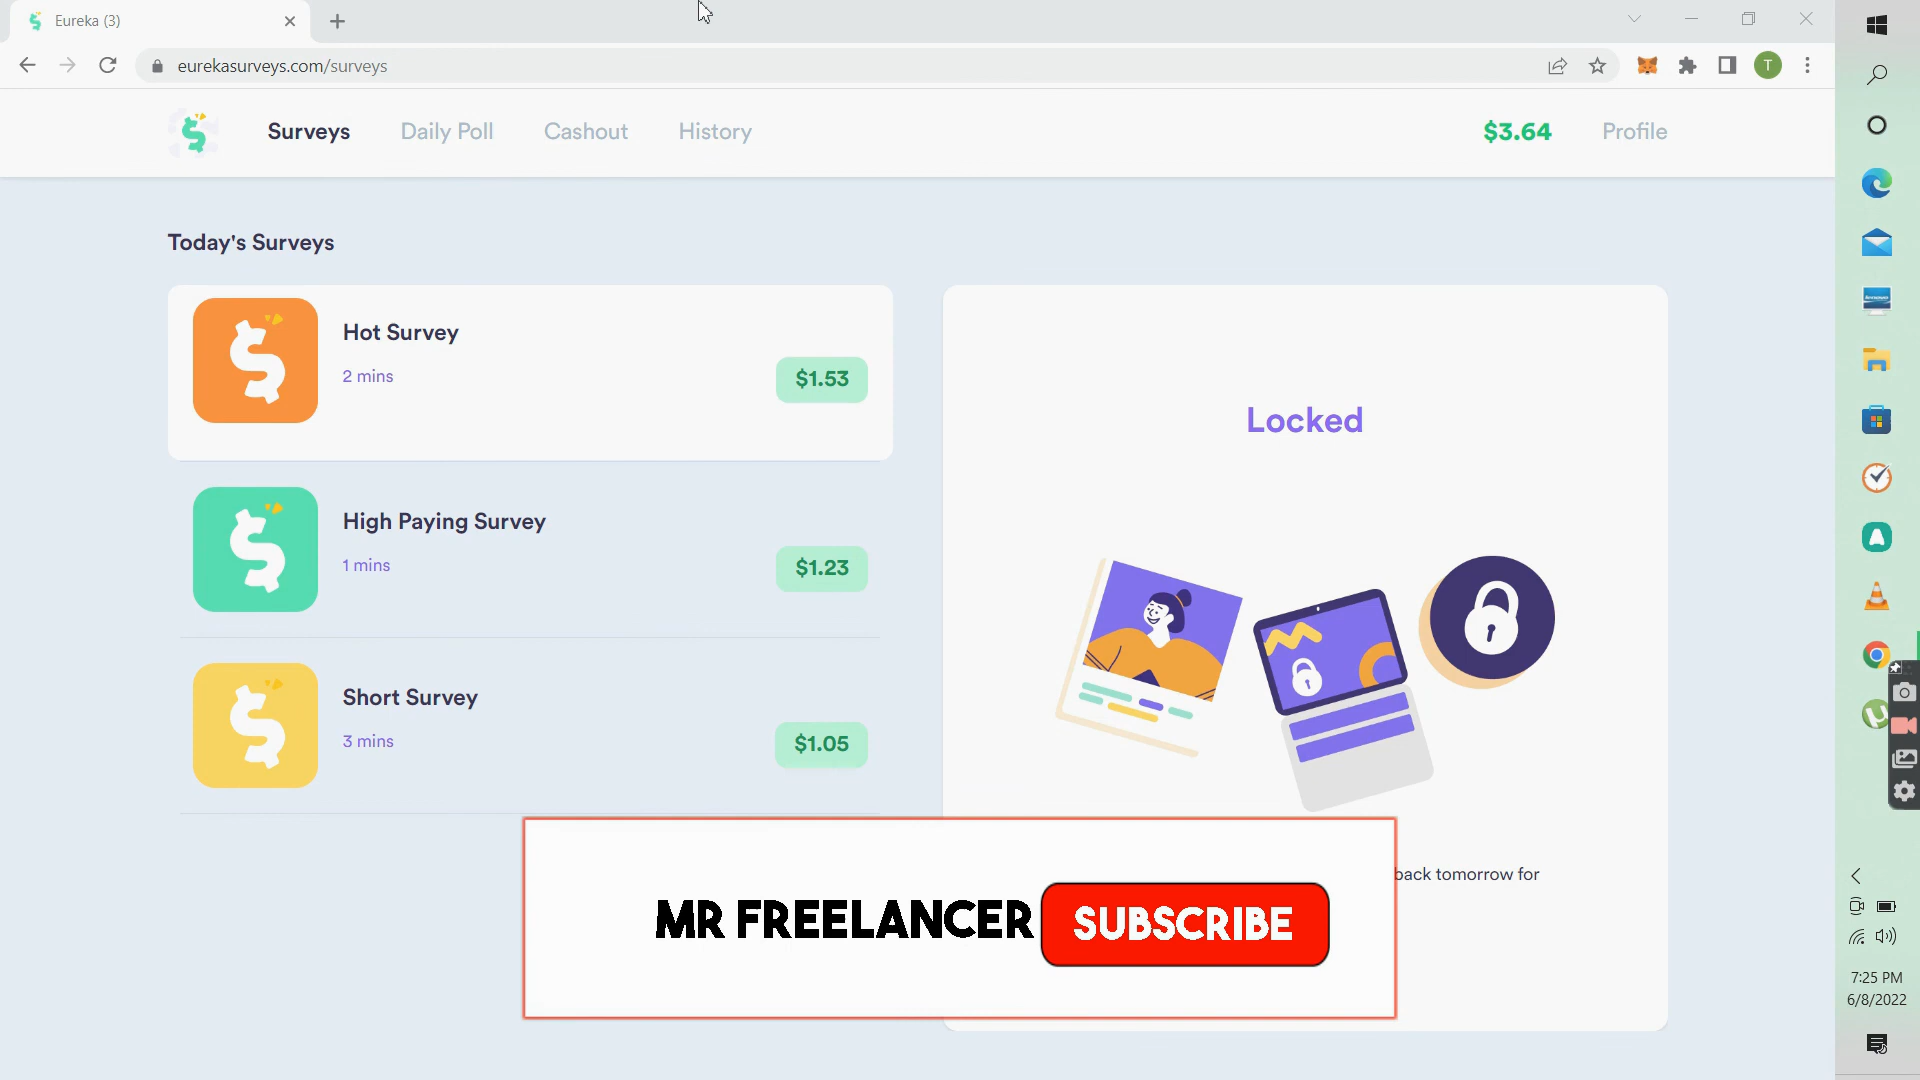 Eureka (3)
eurekasurveys.com/surveys
T
Surveys
Daily Poll
Cashout
History
$3.64
Profile
Today's Surveys
Hot Survey
2 mins
$1.53
High Paying Survey
1 mins
$1.23
Short Survey
3 mins
$1.05
Locked
back tomorrow for
MR FREELANCER
SUBSCRIBE
7:25 PM
6/8/2022